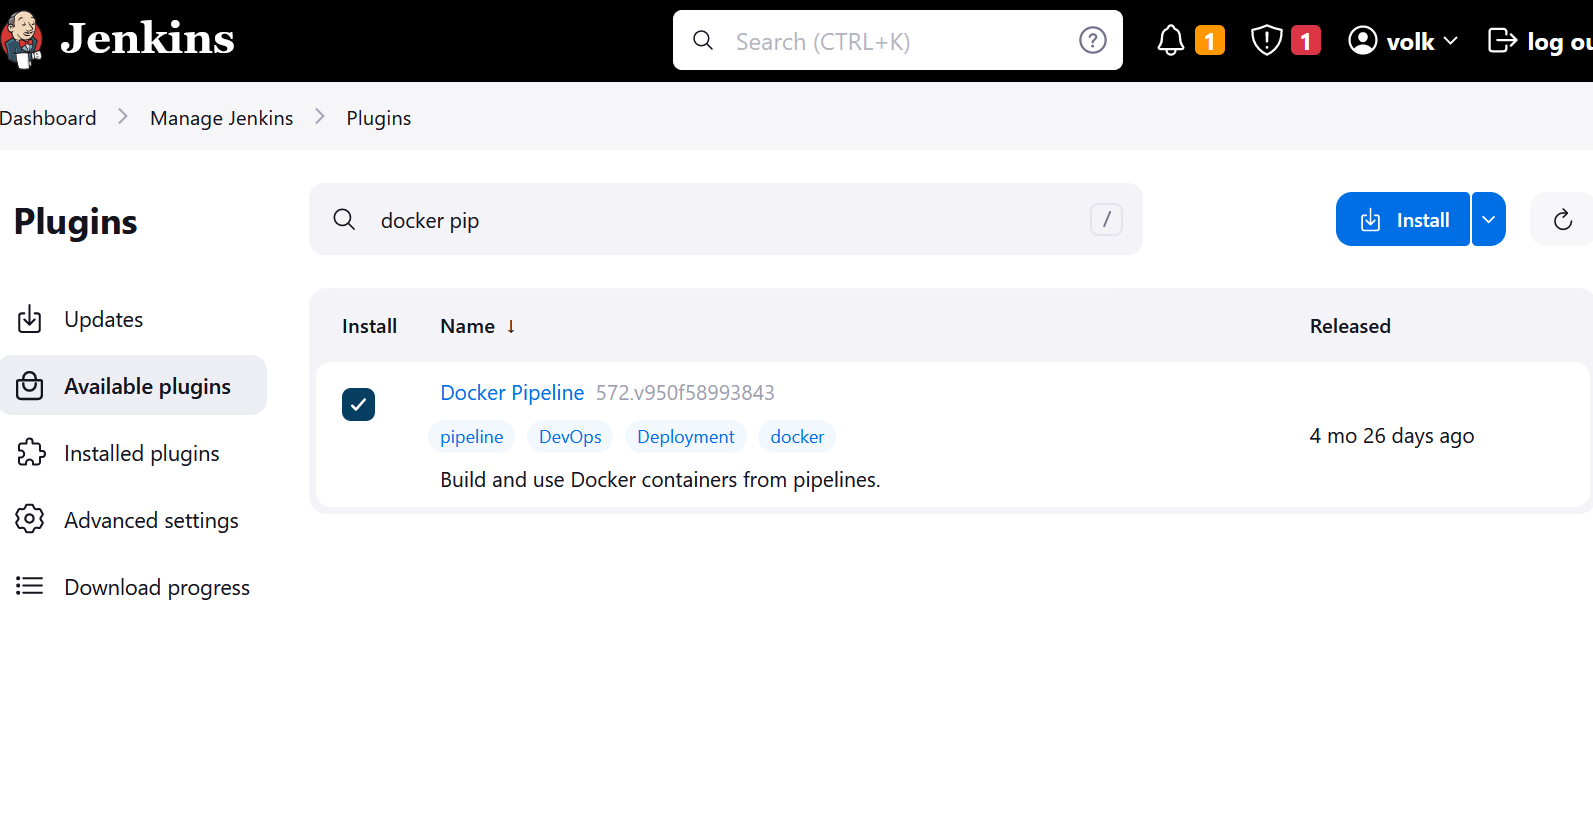 Jenkins
Search (CTRL+K)
1
1
volk
log ou
Dashboard
Manage Jenkins
Plugins
Plugins
docker pip
/
Install
Updates
Available plugins
Installed plugins
Advanced settings
Download progress
Install Name ↓ Released
Docker Pipeline 572.v950f58993843
pipeline DevOps Deployment docker
Build and use Docker containers from pipelines.
4 mo 26 days ago